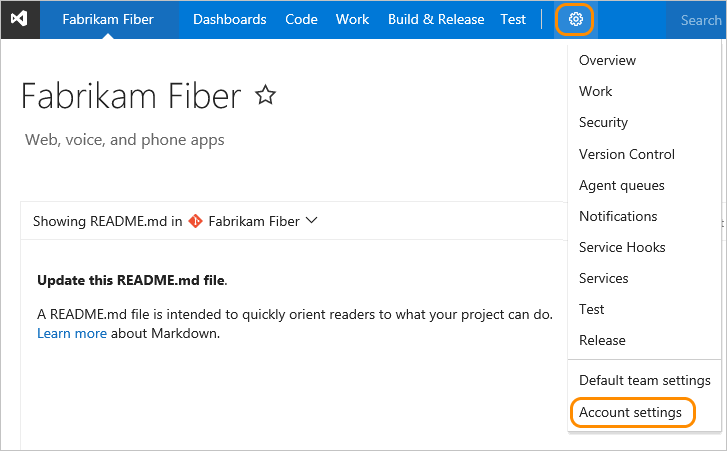 Fabrikam Fiber Dashboards Code Work Build & Release Test Search
Overview
Fabrikam Fiber
Work
Security
Web, voice, and phone apps
Version Control
Agent queues
Notifications
Showing README.md in Fabrikam Fiber
Service Hooks
Update this README.md file.
Services
A README.md file is intended to quickly orient readers to what your project can do.
Learn more about Markdown.
Test
Release
Default team settings
Account settings